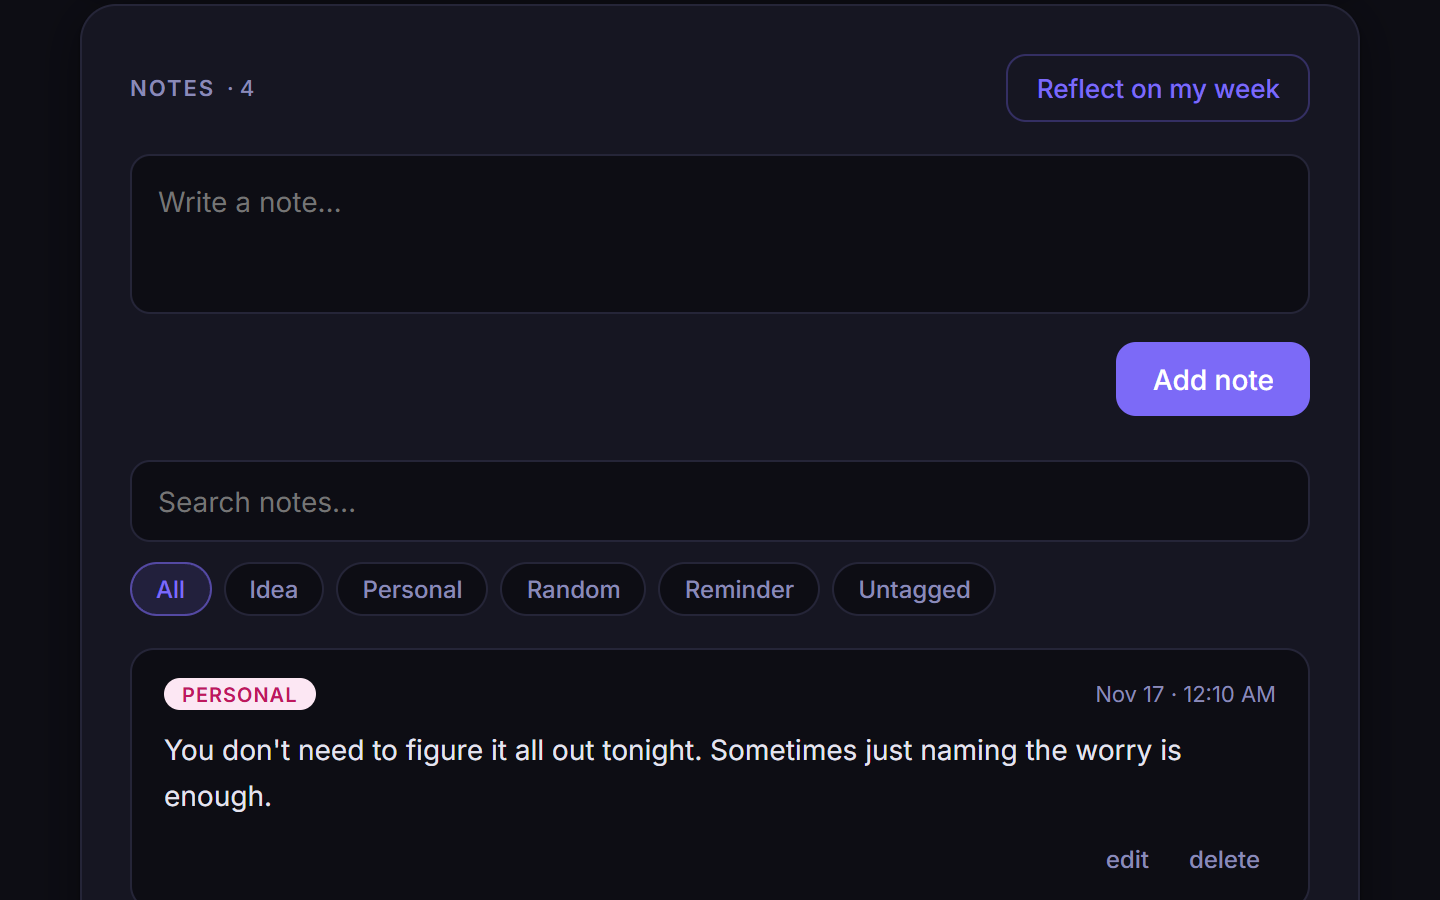 NOTES · 4
Reflect on my week
Write a note...
Add note
Search notes...
All Idea Personal Random Reminder Untagged
PERSONAL
Nov 17 · 12:10 AM
You don't need to figure it all out tonight. Sometimes just naming the worry is
enough.
edit delete